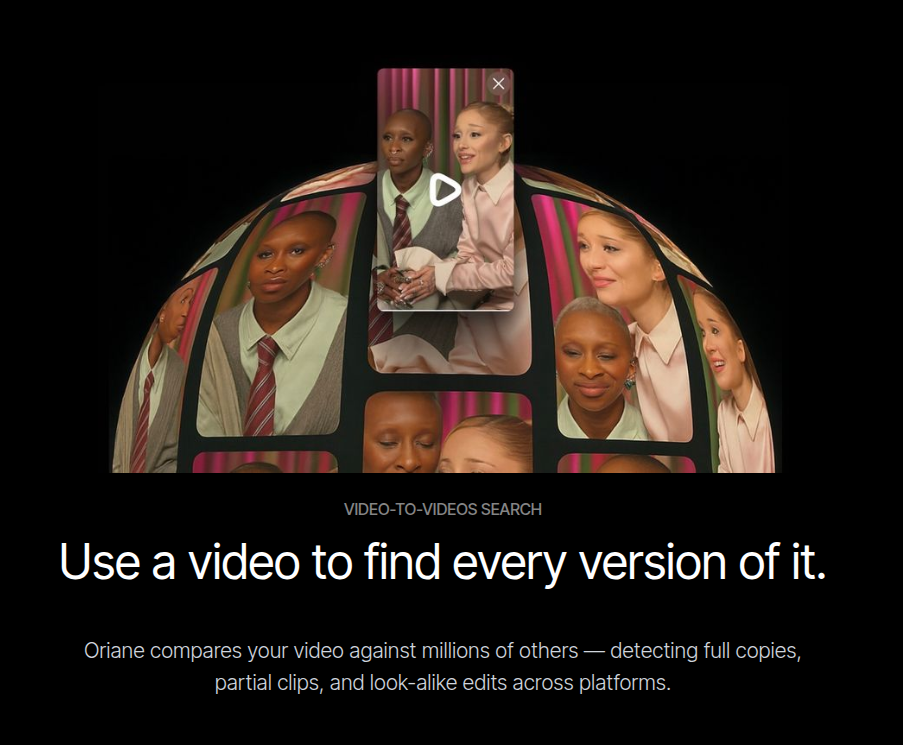 VIDEO-TO-VIDEOS SEARCH
Use a video to find every version of it.
Oriane compares your video against millions of others — detecting full copies,
partial clips, and look-alike edits across platforms.